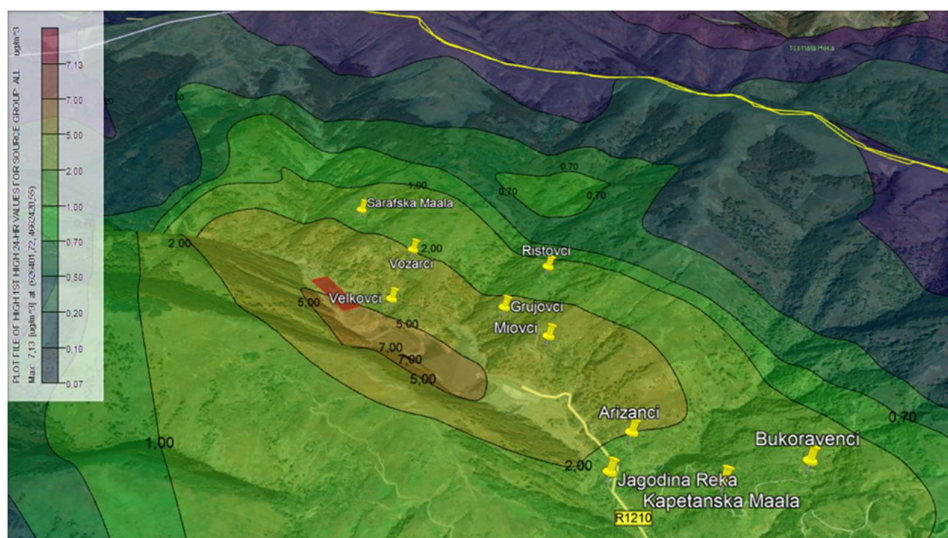 PLOT FILE OF HIGH 1ST HIGH 24-HR VALUES FOR SOURCE GROUP: ALL ug/m^3
Max: 7,13 [ug/m^3] at (626401,72, 4662420,55)
7,13
7,00
5,00
2,00
1,00
0,70
0,50
0,20
0,10
0.07
0,70
0,70
1,00
Sarafska Maala
2,00
2,00
Vozarci
Ristovci
Velkovci
5,00
Grujovci
5,00
Miovci
7,00
7,00
5,00
Arizanci
0,70
1,00
Bukoravenci
2,00
Jagodina Reka
Kapetanska Maala
R1210